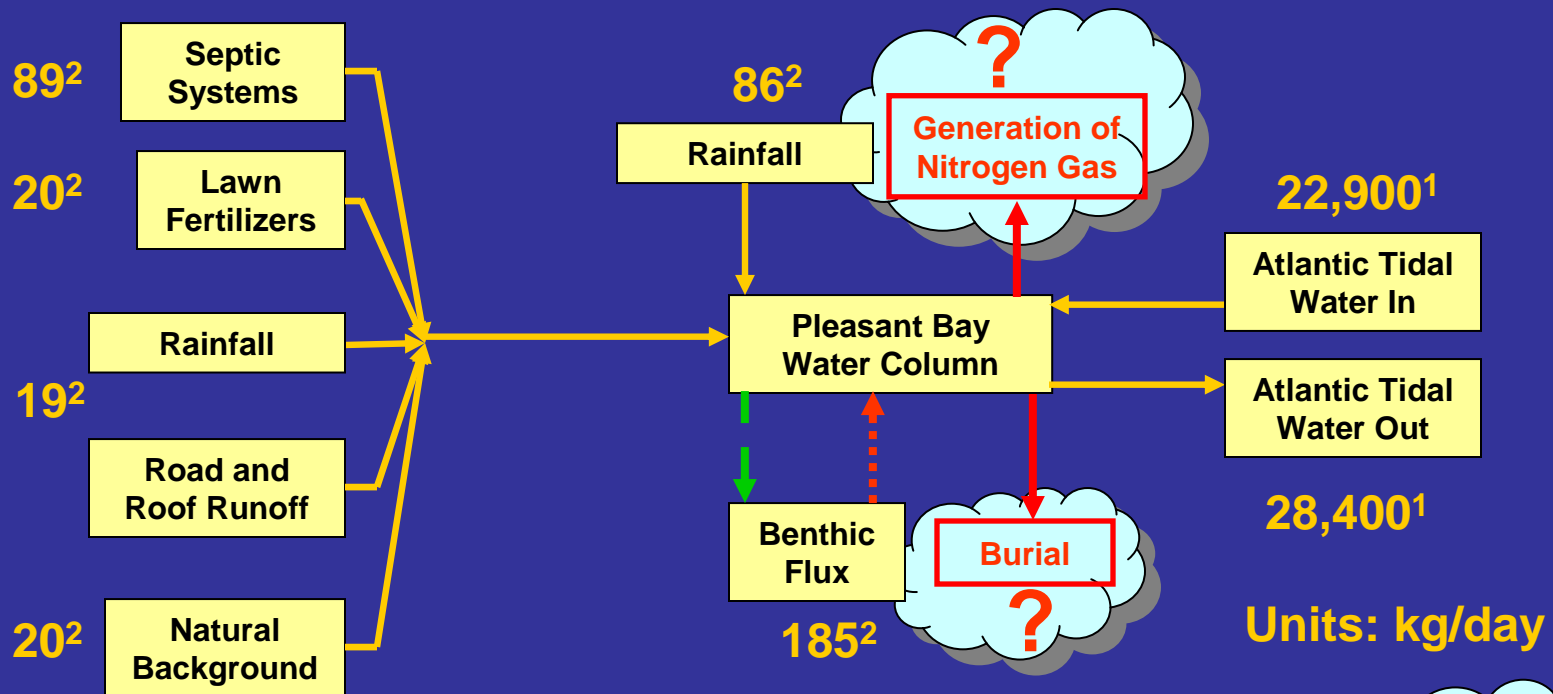 89²
Septic
Systems
20²
Lawn
Fertilizers
Rainfall
19²
Road and
Roof Runoff
20²
Natural
Background
86²
Rainfall
?
Generation of
Nitrogen Gas
Pleasant Bay
Water Column
22,900¹
Atlantic Tidal
Water In
Atlantic Tidal
Water Out
28,400¹
Benthic
Flux
185²
Burial
?
Units: kg/day